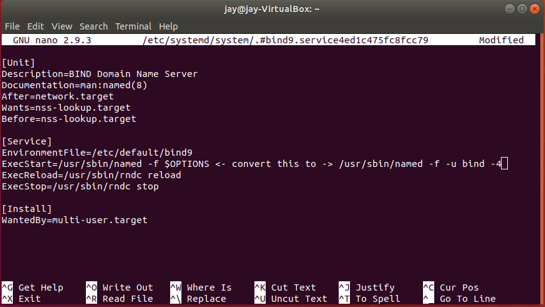 jay@jay-VirtualBox: ~
File Edit View Search Terminal Help
GNU nano 2.9.3 /etc/systemd/system/.#bind9.service4ed1c475fc8fcc79 Modified
[Unit]
Description=BIND Domain Name Server
Documentation=man:named(8)
After=network.target
Wants=nss-lookup.target
Before=nss-lookup.target
[Service]
EnvironmentFile=/etc/default/bind9
ExecStart=/usr/sbin/named -f $OPTIONS <- convert this to -> /usr/sbin/named -f -u bind -4
ExecReload=/usr/sbin/rndc reload
ExecStop=/usr/sbin/rndc stop
[Install]
WantedBy=multi-user.target
^G Get Help ^O Write Out ^W Where Is ^K Cut Text ^J Justify ^C Cur Pos
^X Exit ^R Read File ^\ Replace ^U Uncut Text ^T To Spell ^_ Go To Line